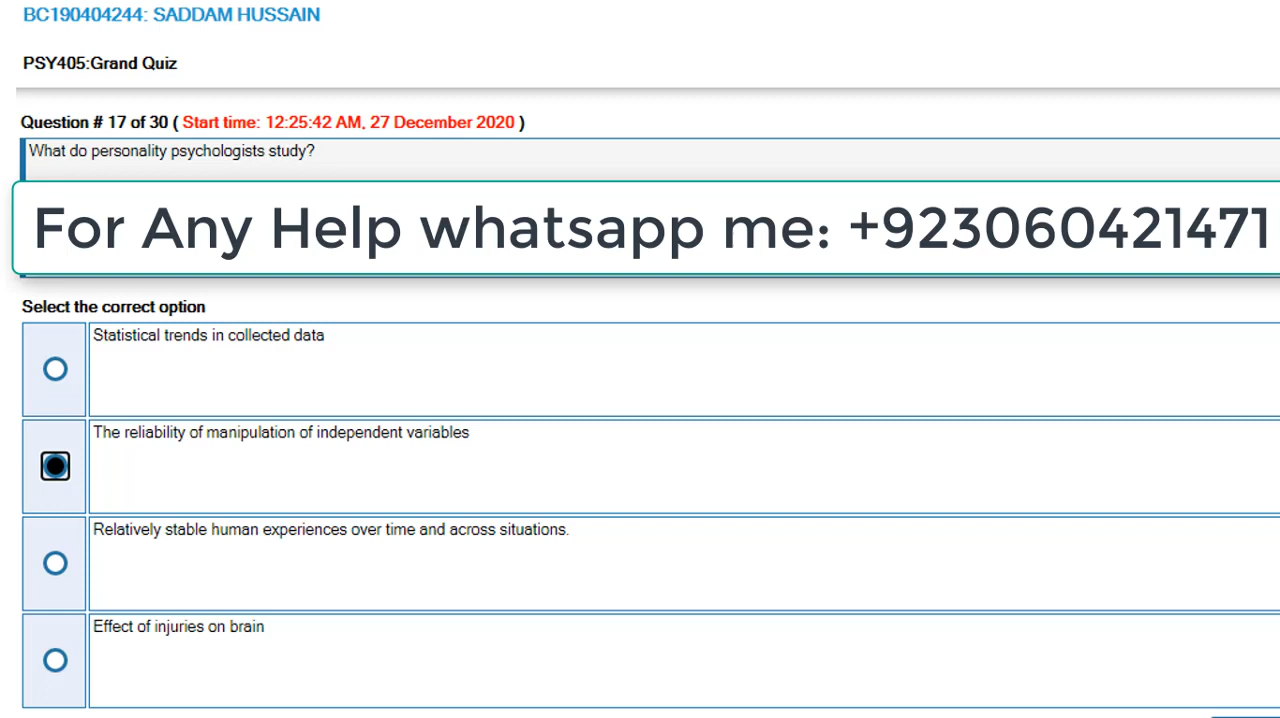 BC190404244: SADDAM HUSSAIN
PSY405:Grand Quiz
Question # 17 of 30 ( Start time: 12:25:42 AM, 27 December 2020 )
What do personality psychologists study?
For Any Help whatsapp me: +923060421471
Select the correct option
Statistical trends in collected data
The reliability of manipulation of independent variables
Relatively stable human experiences over time and across situations.
Effect of injuries on brain